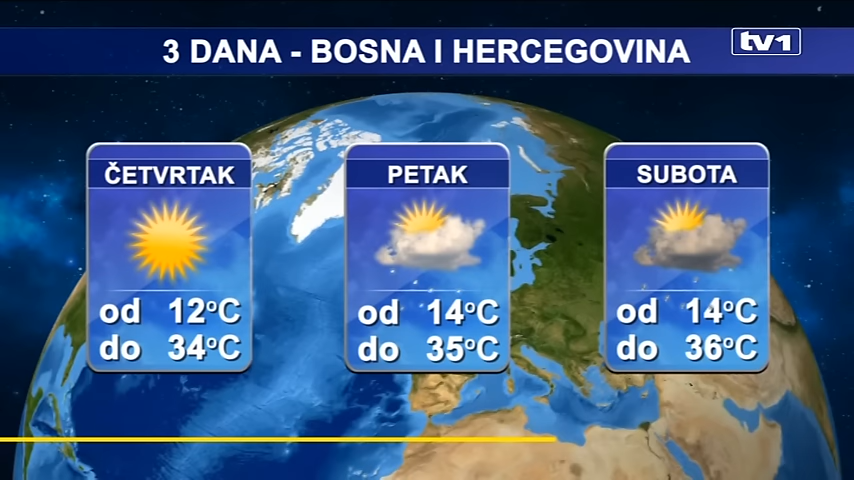 3 DANA - BOSNA I HERCEGOVINA
tv1
ČETVRTAK
od 12°C
do 34°C
PETAK
od 14°C
do 35°C
SUBOTA
od 14°C
do 36°C